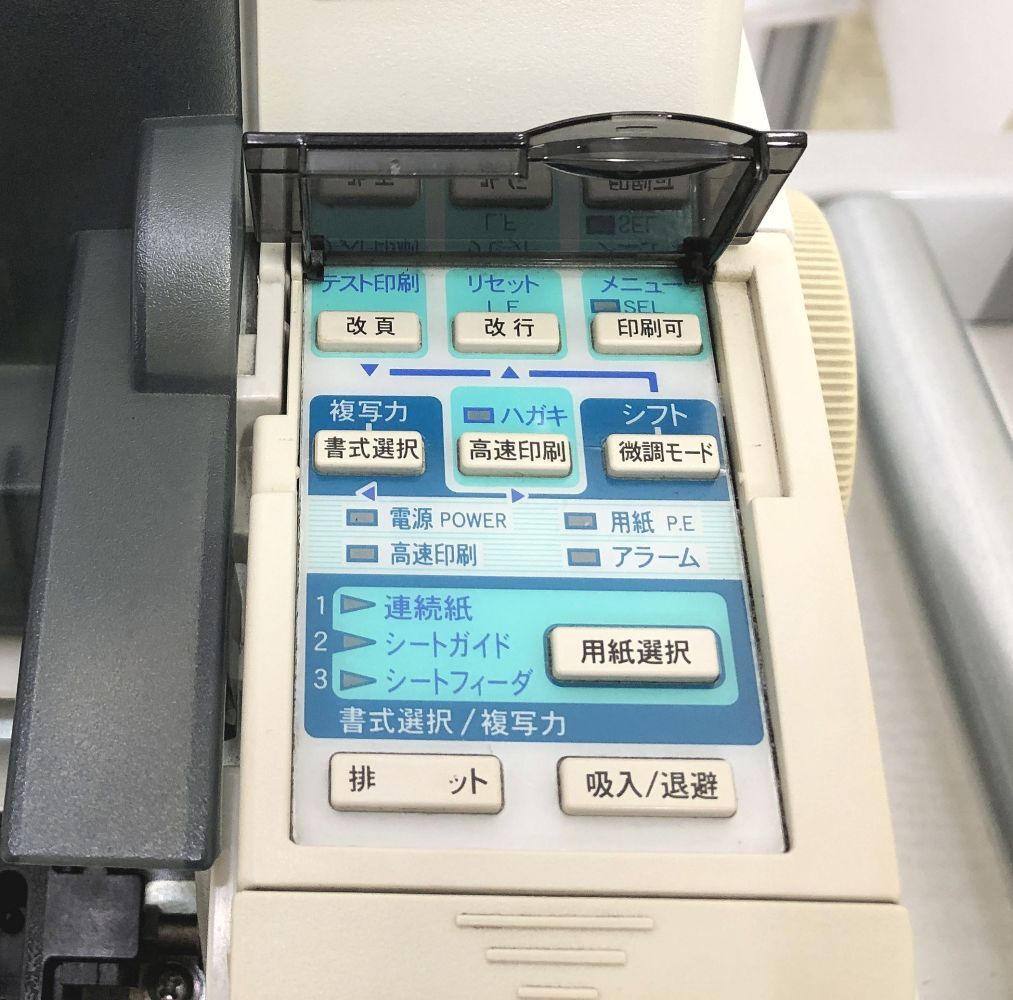 テスト印刷 リセット メニュー
L.F SEL
改頁 改行 印刷可
複写力 ハガキ シフト
書式選択 高速印刷 微調モード
電源 POWER 用紙 P.E
高速印刷 アラーム
1 連続紙
2 シートガイド
用紙選択
3 シートフィーダ
書式選択/複写力
排 ット 吸入/退避